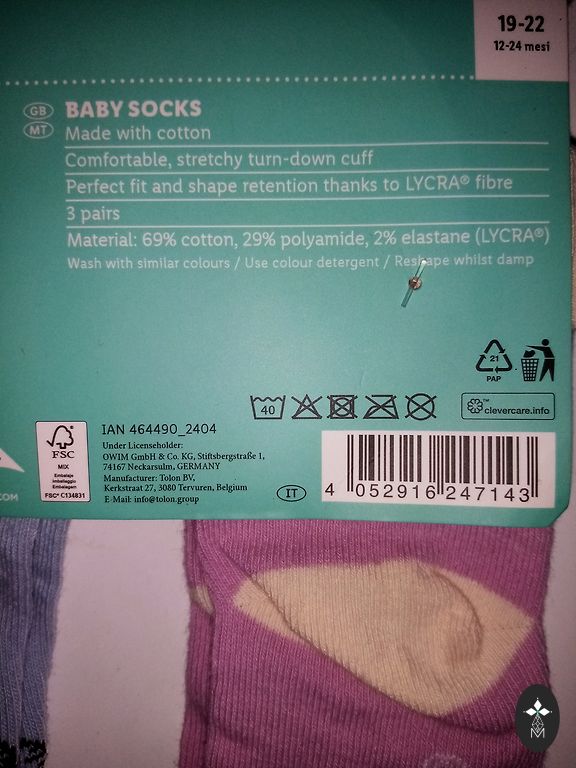 19-22
12-24 mesi
GB BABY SOCKS
MT Made with cotton
Comfortable, stretchy turn-down cuff
Perfect fit and shape retention thanks to LYCRA® fibre
3 pairs
Material: 69% cotton, 29% polyamide, 2% elastane (LYCRA®)
Wash with similar colours / Use colour detergent / Reshape whilst damp
21
PAP
40
clevercare.info
™
FSC
MIX
Embalaje
Imballaggio
Embalagem
FSC® C134831
IAN 464490_2404
Under Licenseholder:
OWIM GmbH & Co. KG, Stiftsbergstraße 1,
74167 Neckarsulm, GERMANY
Manufacturer: Tolon BV,
Kerkstraat 27, 3080 Tervuren, Belgium
E-Mail: info@tolon.group
IT
4 052916 247143
.COM
M